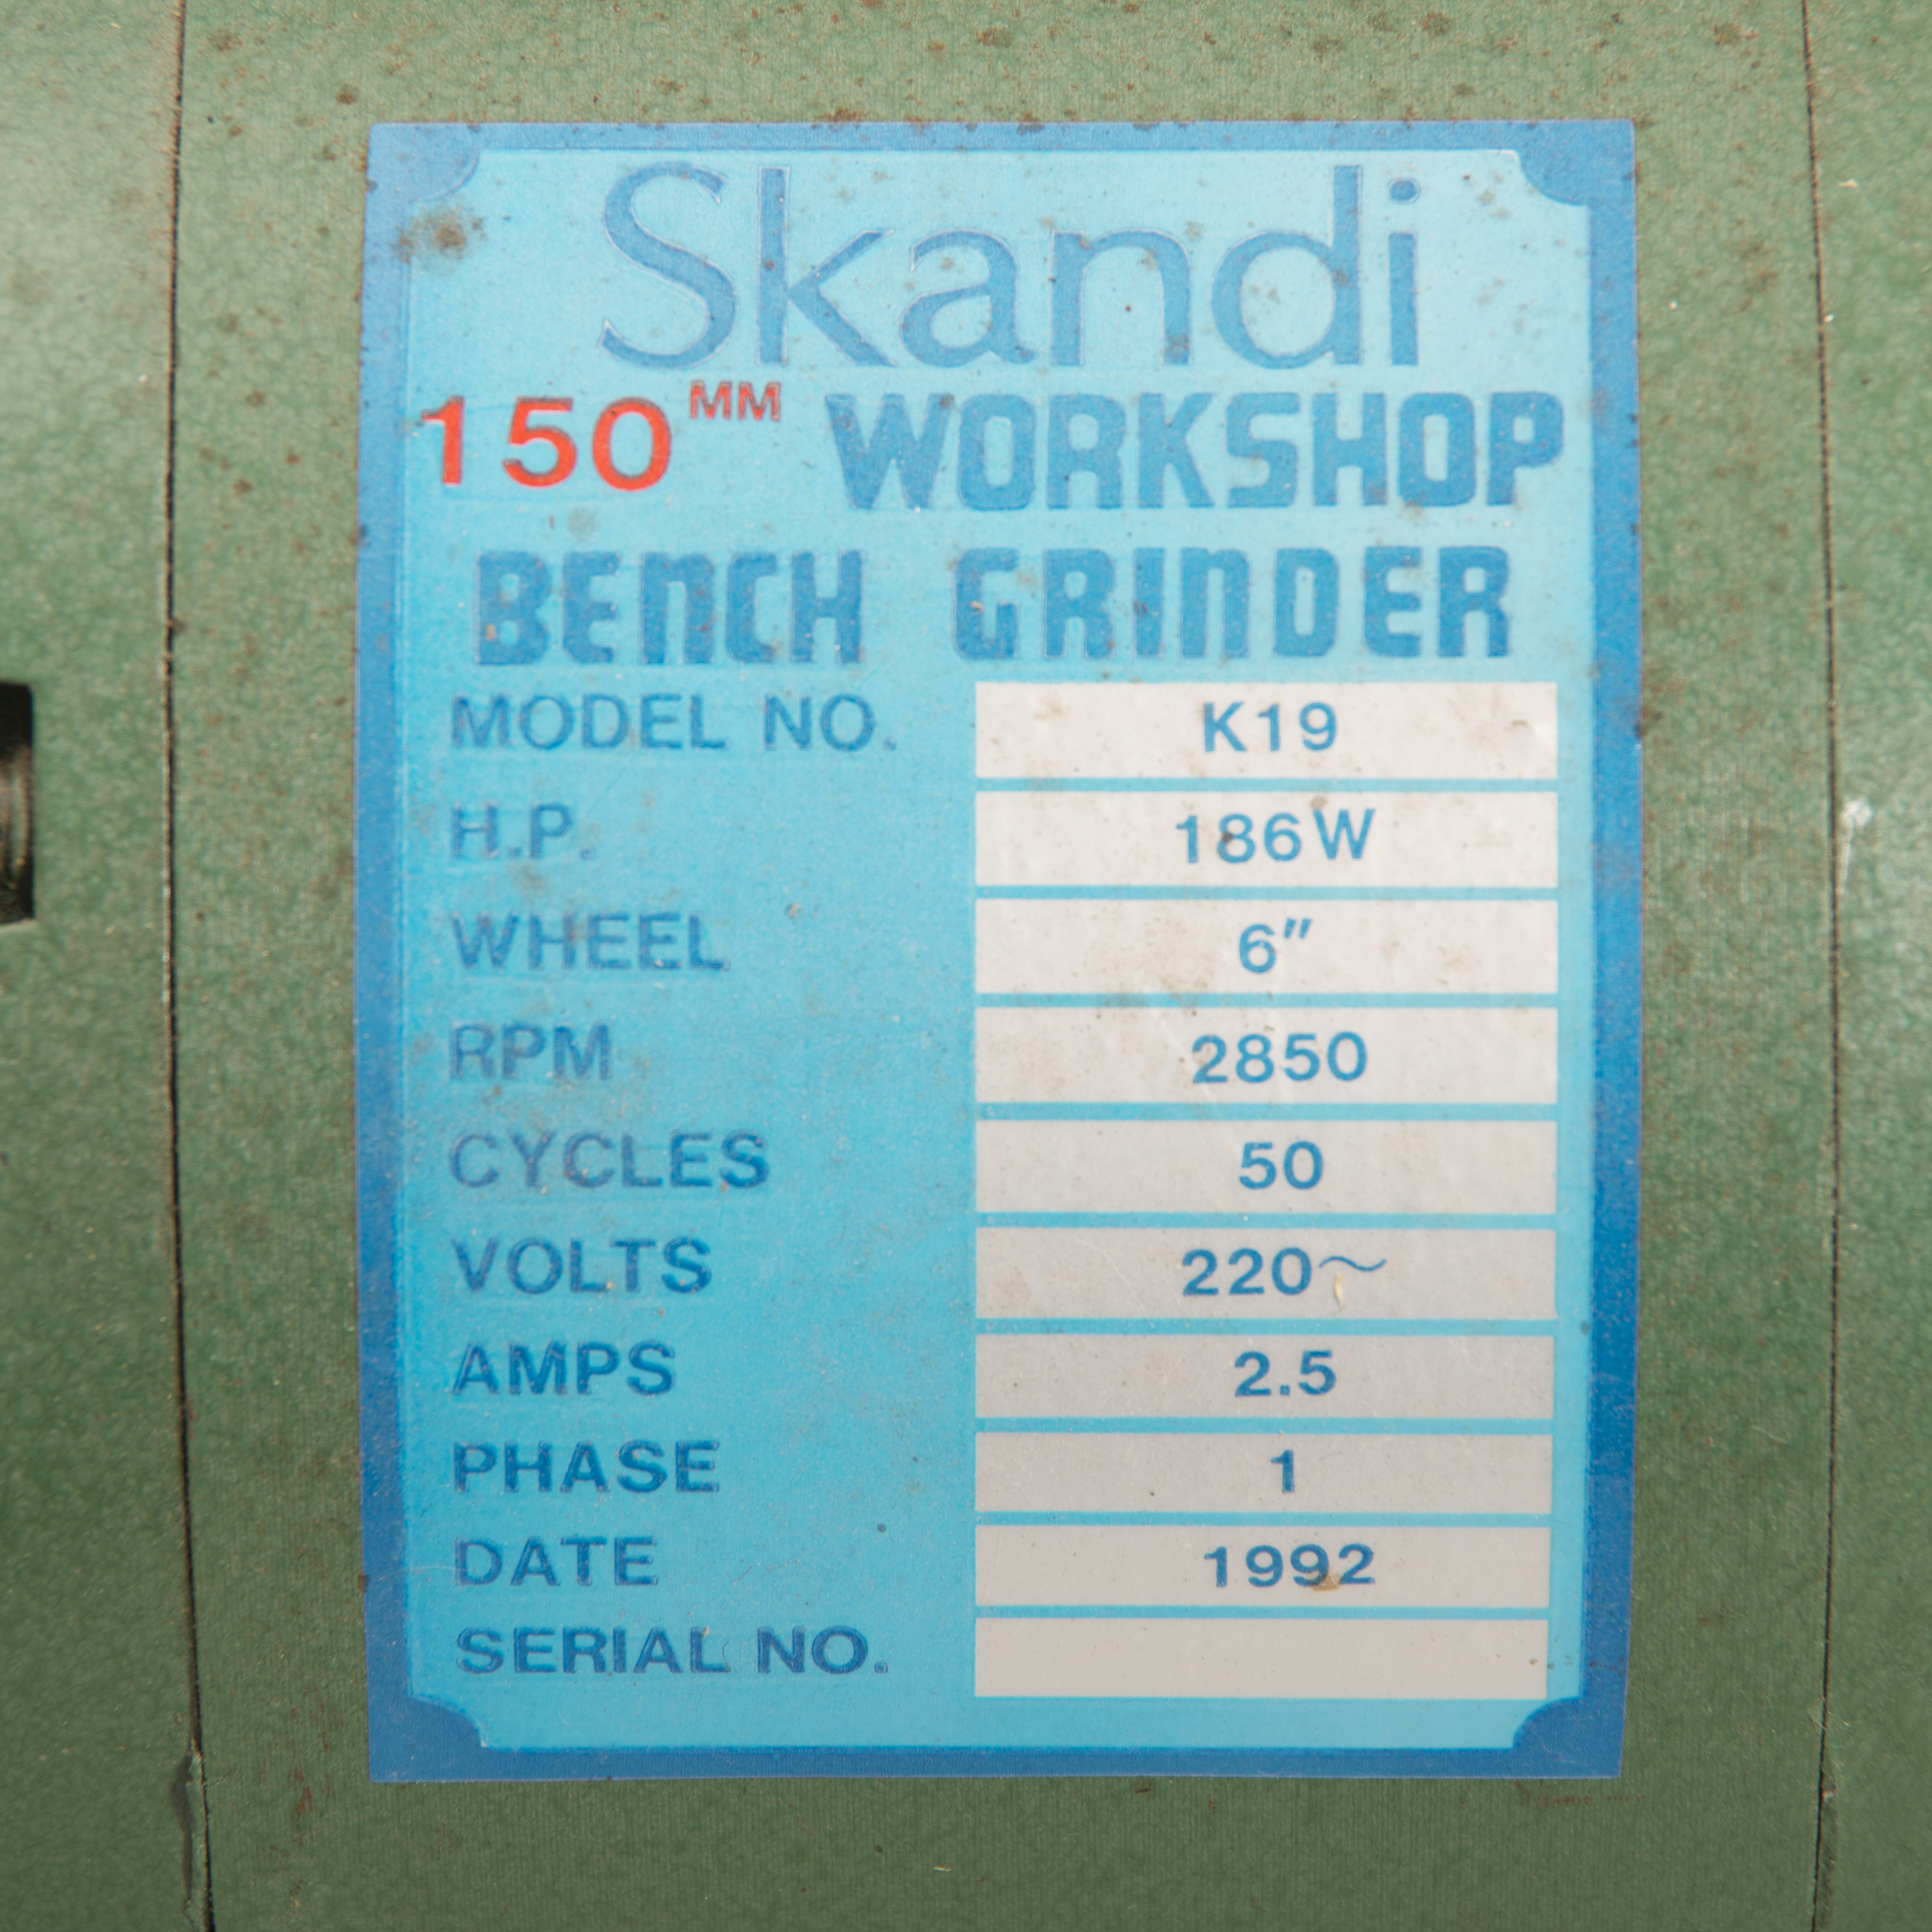 Skandi
150MM WORKSHOP
BENCH GRINDER
MODEL NO. K19
H.P. 186W
WHEEL 6″
RPM 2850
CYCLES 50
VOLTS 220~
AMPS 2.5
PHASE 1
DATE 1992
SERIAL NO.